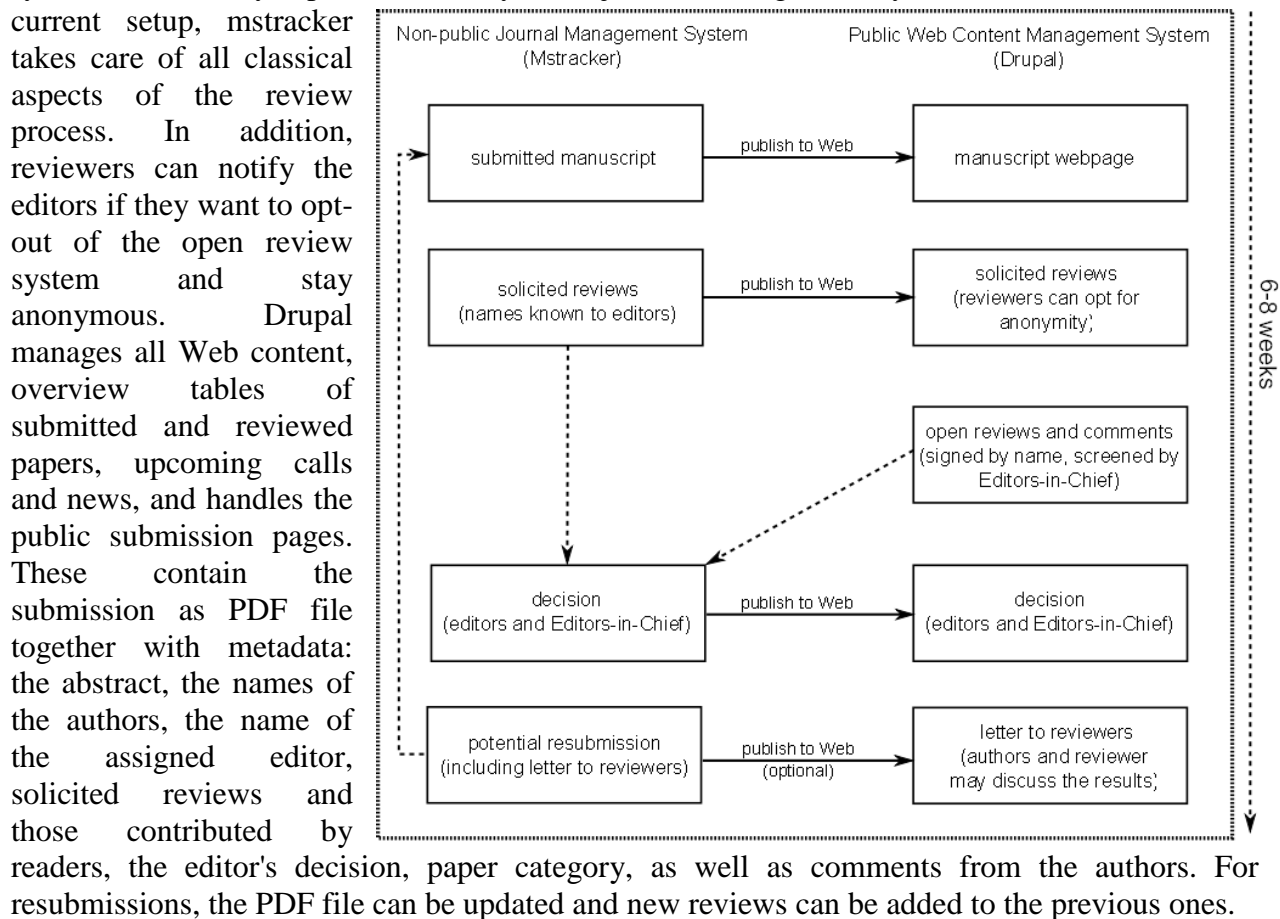 current setup, mstracker
takes care of all classical
aspects of the review
process. In addition,
reviewers can notify the
editors if they want to opt-
out of the open review
system and stay
anonymous. Drupal
manages all Web content,
overview tables of
submitted and reviewed
papers, upcoming calls
and news, and handles the
public submission pages.
These contain the
submission as PDF file
together with metadata:
the abstract, the names of
the authors, the name of
the assigned editor,
solicited reviews and
those contributed by
readers, the editor's decision, paper category, as well as comments from the authors. For
resubmissions, the PDF file can be updated and new reviews can be added to the previous ones.
Non-public Journal Management System
(Mstracker)
Public Web Content Management System
(Drupal)
submitted manuscript
publish to Web
manuscript webpage
solicited reviews
(names known to editors)
publish to Web
solicited reviews
(reviewers can opt for
anonymity;
open reviews and comments
(signed by name, screened by
Editors-in-Chief)
decision
(editors and Editors-in-Chief)
publish to Web
decision
(editors and Editors-in-Chief)
potential resubmission
(including letter to reviewers)
publish to Web
(optional)
letter to reviewers
(authors and reviewer
may discuss the results;
6-8 weeks